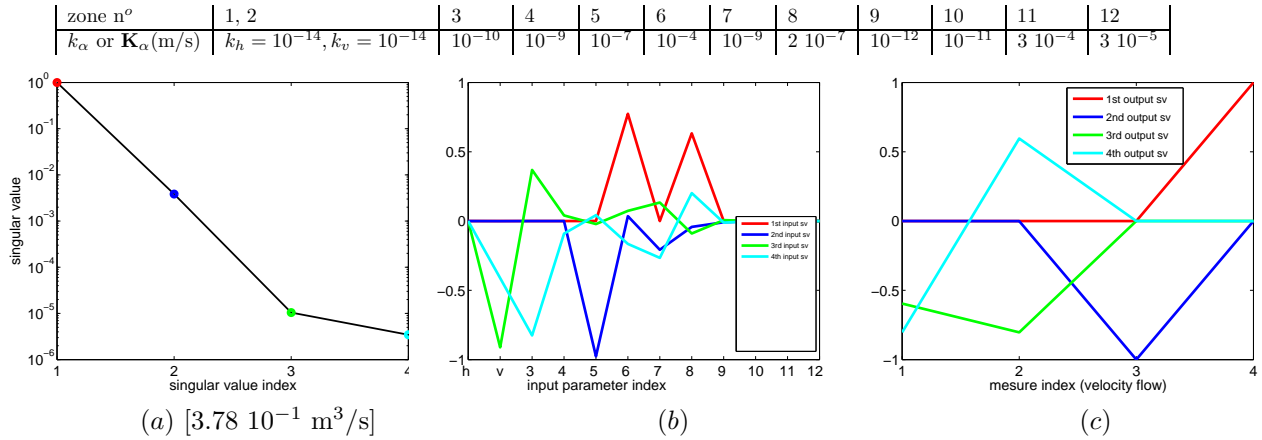 zone n^o 1, 2 3 4 5 6 7 8 9 10 11 12
k_α or K_α(m/s) k_h = 10^{-14}, k_v = 10^{-14} 10^{-10} 10^{-9} 10^{-7} 10^{-4} 10^{-9} 2 10^{-7} 10^{-12} 10^{-11} 3 10^{-4} 3 10^{-5}
10^0
10^{-1}
10^{-2}
10^{-3}
10^{-4}
10^{-5}
10^{-6}
singular value
1 2 3 4
singular value index
(a) [3.78 10^{-1} m^3/s]
1
0.5
0
−0.5
−1
1st input sv
2nd input sv
3rd input sv
4th input sv
h v 3 4 5 6 7 8 9 10 11 12
input parameter index
(b)
1
0.5
0
−0.5
−1
1st output sv
2nd output sv
3rd output sv
4th output sv
1 2 3 4
mesure index (velocity flow)
(c)